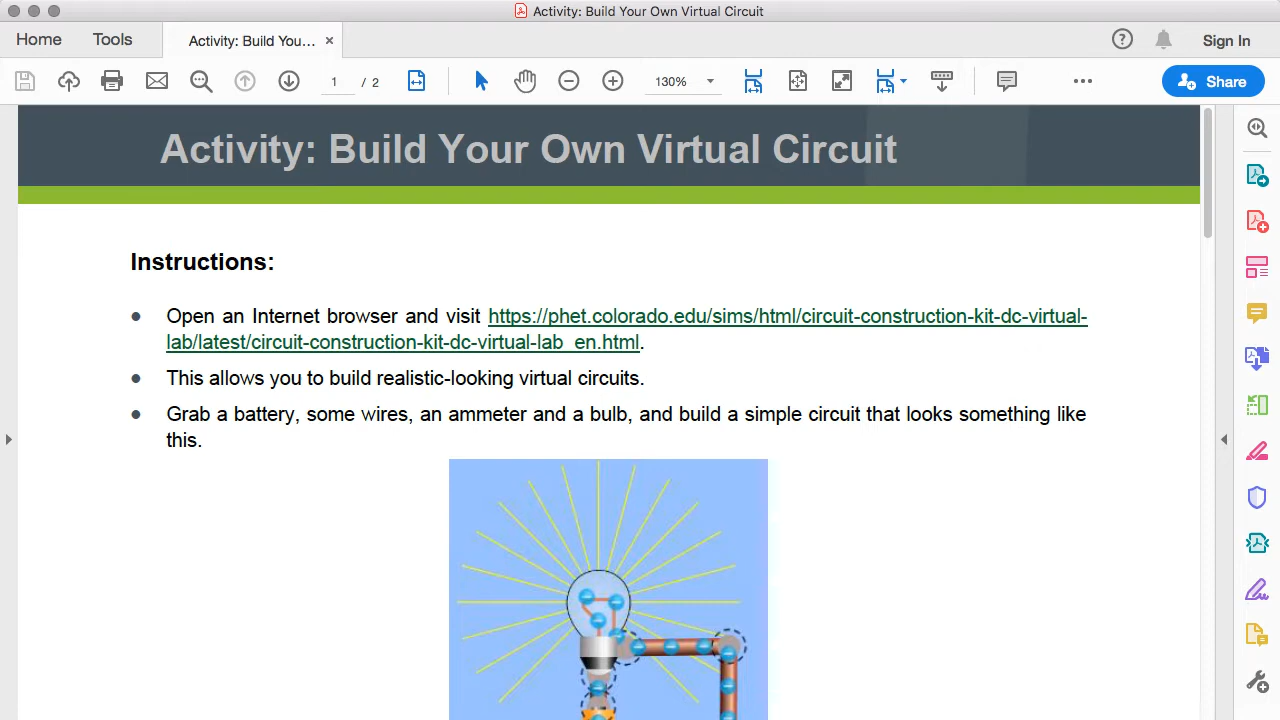 Activity: Build Your Own Virtual Circuit
Home
Tools
Activity: Build You...
Sign In
1
/ 2
130%
Share
Activity: Build Your Own Virtual Circuit
Instructions:
Open an Internet browser and visit https://phet.colorado.edu/sims/html/circuit-construction-kit-dc-virtual-
lab/latest/circuit-construction-kit-dc-virtual-lab_en.html.
This allows you to build realistic-looking virtual circuits.
Grab a battery, some wires, an ammeter and a bulb, and build a simple circuit that looks something like
this.